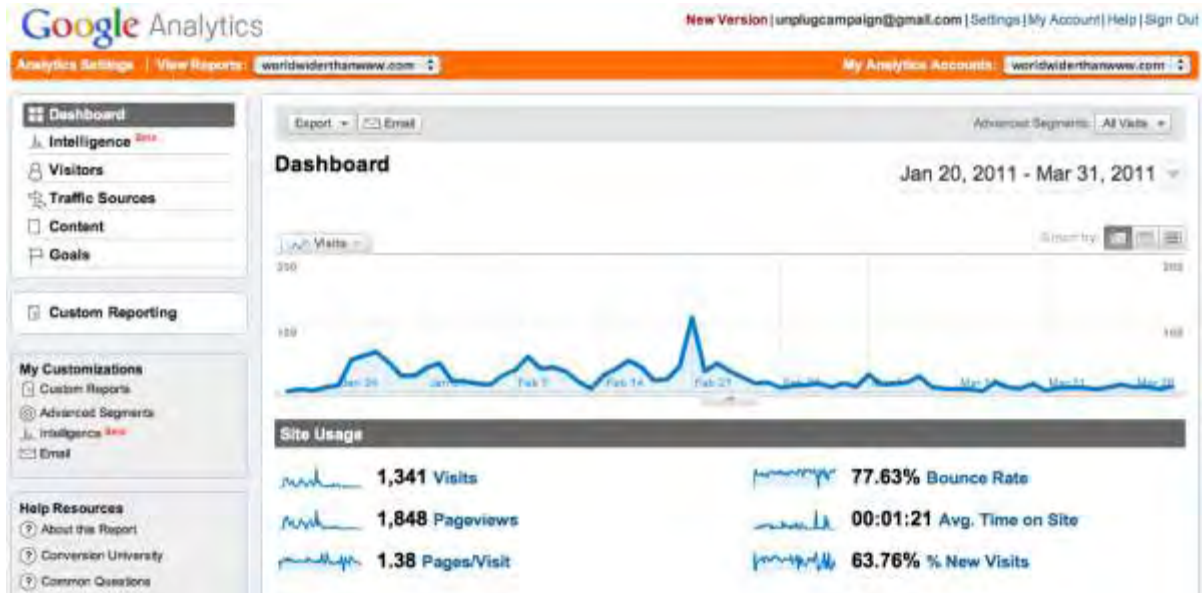 Google Analytics
New Version | unplugcampaign@gmail.com | Settings | My Account | Help | Sign Out
Analytics Settings | View Reports: worldwiderthanwww.com
My Analytics Accounts: worldwiderthanwww.com
Dashboard
Intelligence Beta
Visitors
Traffic Sources
Content
Goals
Custom Reporting
My Customizations
Custom Reports
Advanced Segments
Intelligence Beta
Email
Help Resources
About this Report
Conversion University
Common Questions
Export Email
Advanced Segments: All Visits
Dashboard
Jan 20, 2011 - Mar 31, 2011
Visits
200 200
100 100
Jan 24 Feb 7 Feb 14 Feb 21 Mar 28
Site Usage
1,341 Visits
77.63% Bounce Rate
1,848 Pageviews
00:01:21 Avg. Time on Site
1.38 Pages/Visit
63.76% % New Visits